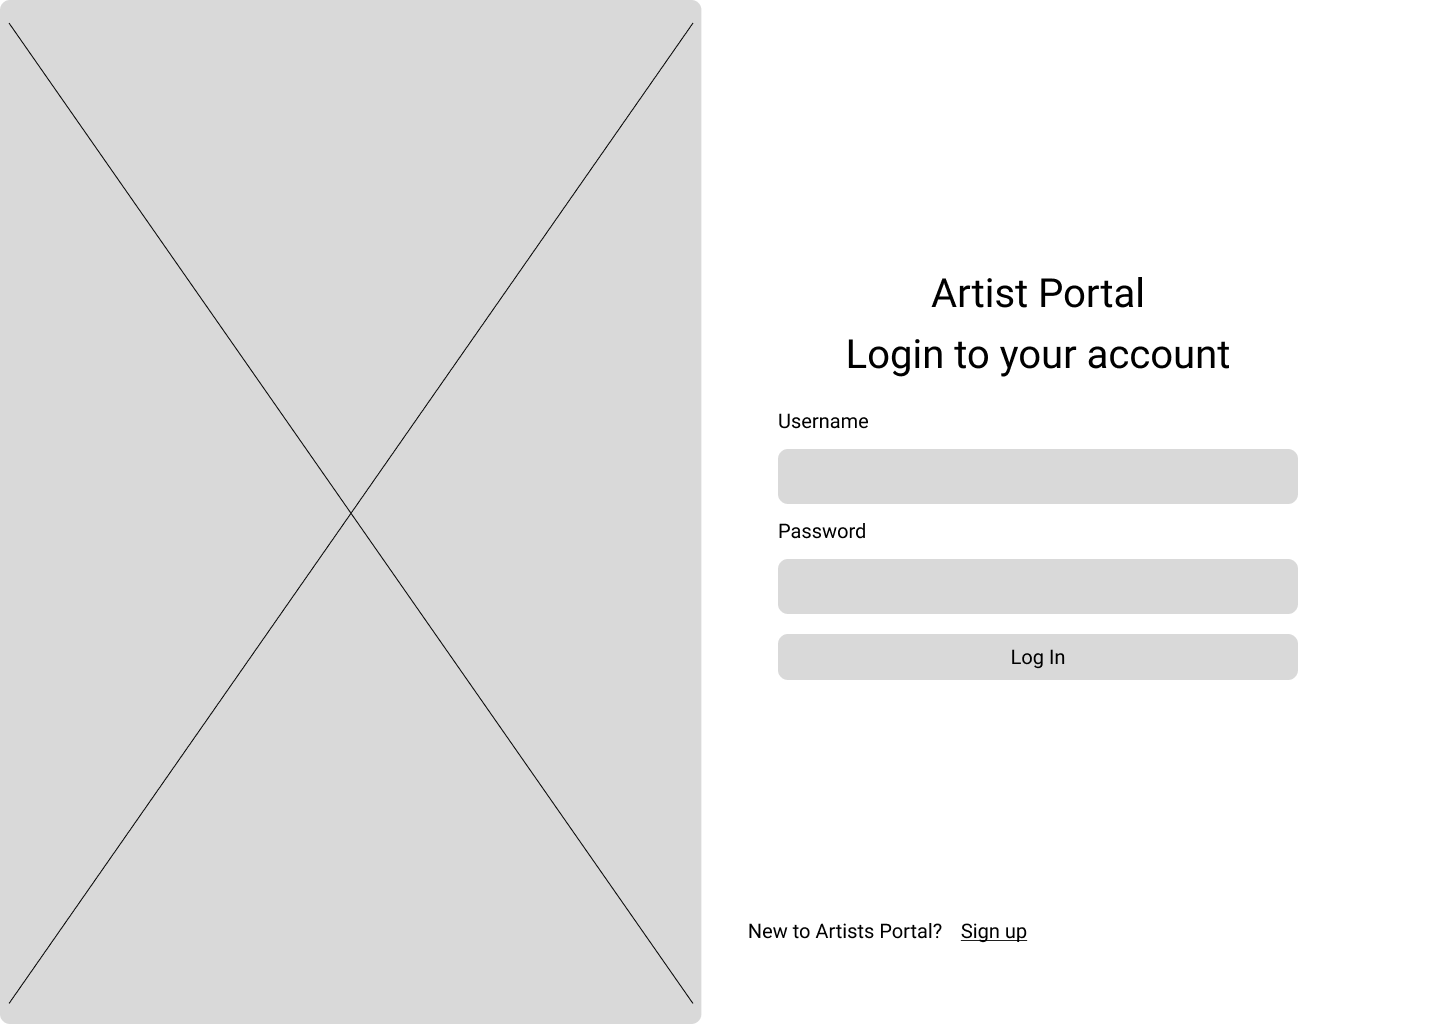 Artist Portal
Login to your account
Username
Password
Log In
New to Artists Portal? Sign up